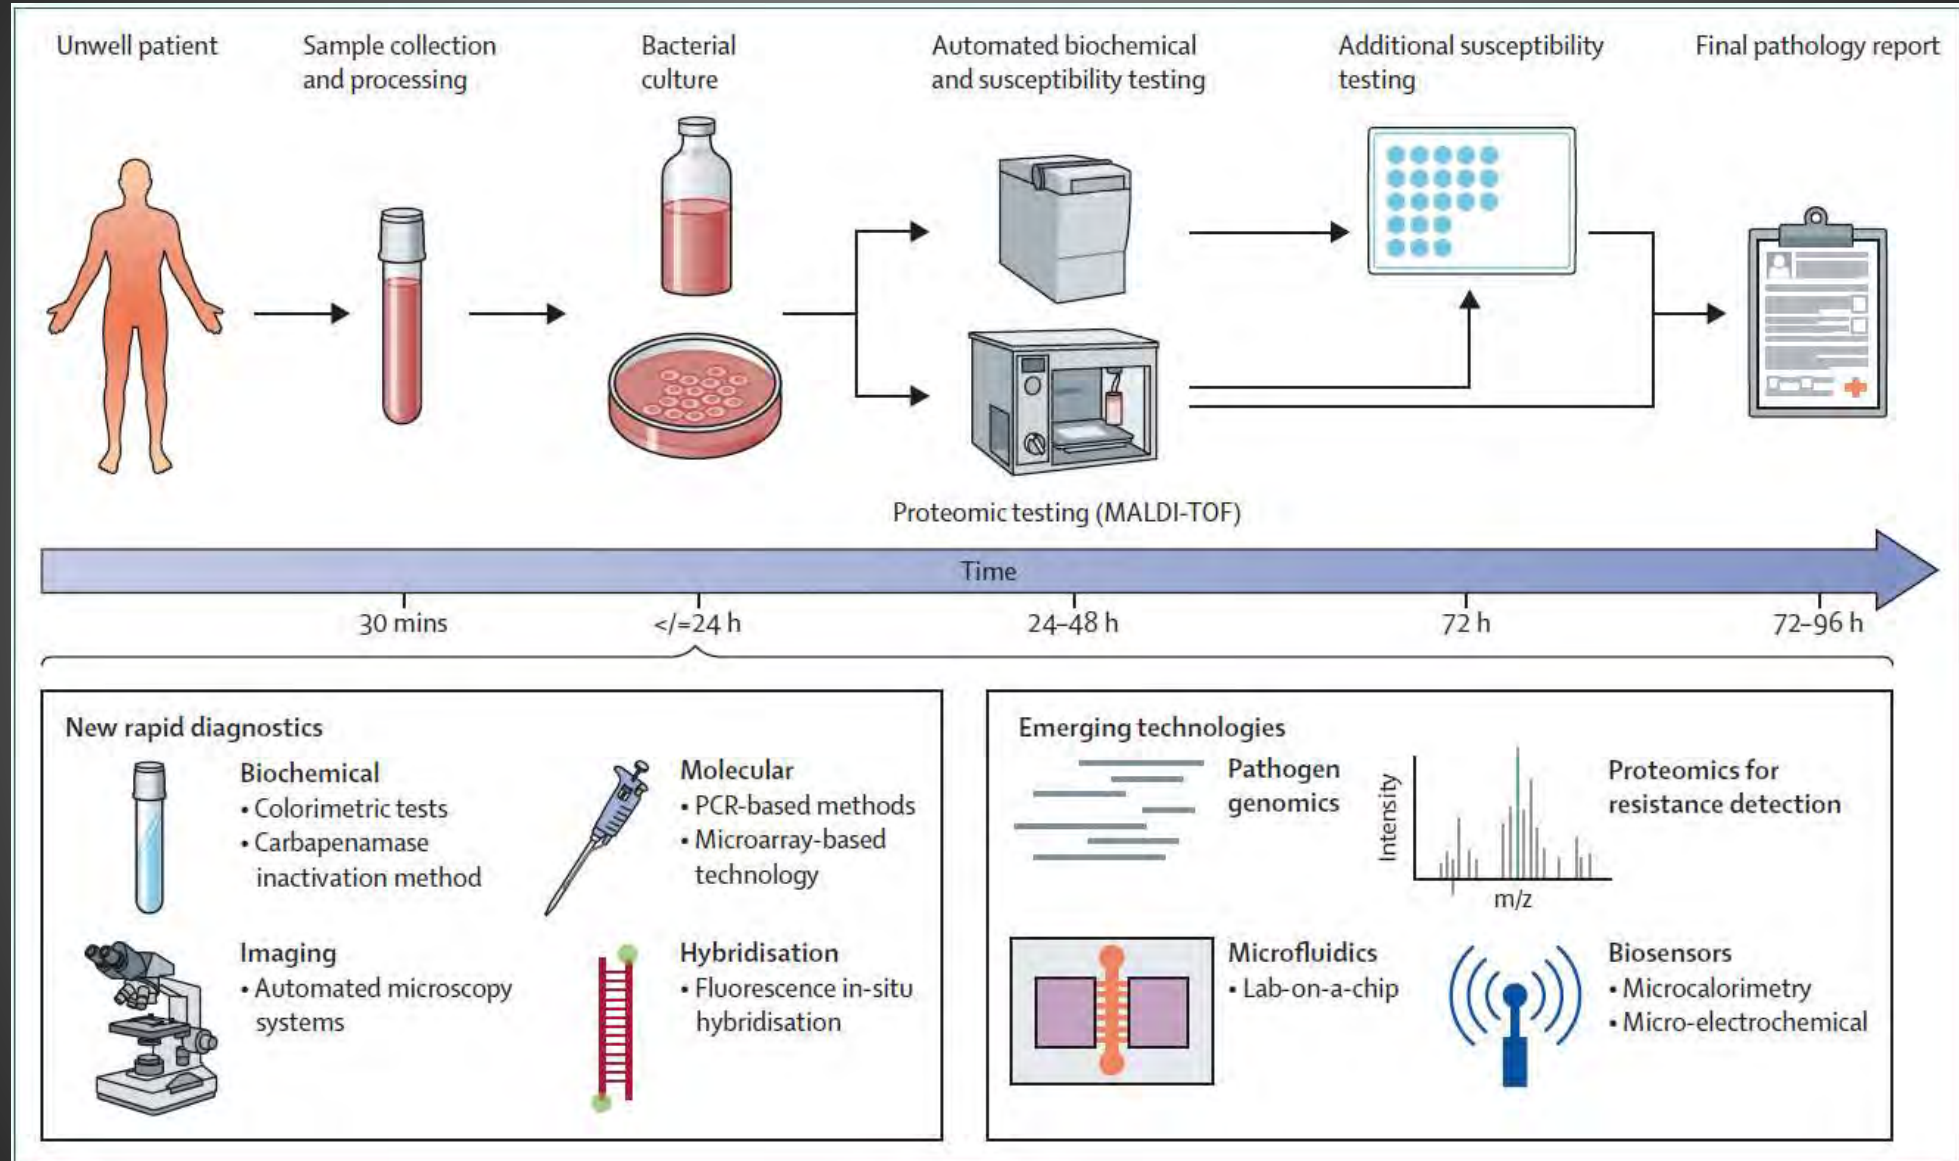 Unwell patient
Sample collection
and processing
Bacterial
culture
Automated biochemical
and susceptibility testing
Additional susceptibility
testing
Final pathology report
Proteomic testing (MALDI-TOF)
Time
30 mins
</=24 h
24–48 h
72 h
72–96 h
New rapid diagnostics
Biochemical
• Colorimetric tests
• Carbapenamase
inactivation method
Molecular
• PCR-based methods
• Microarray-based
technology
Imaging
• Automated microscopy
systems
Hybridisation
• Fluorescence in-situ
hybridisation
Emerging technologies
Pathogen
genomics
Intensity
m/z
Proteomics for
resistance detection
Microfluidics
• Lab-on-a-chip
Biosensors
• Microcalorimetry
• Micro-electrochemical